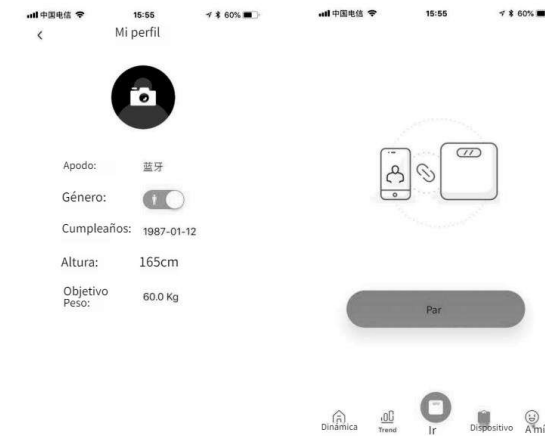 中国电信 15:55 60%
Mi perfil
Apodo: 蓝牙
Género:
Cumpleaños: 1987-01-12
Altura: 165cm
Objetivo
Peso: 60.0 Kg
中国电信 15:55 60%
Par
Dinámica Trend Ir Dispositivo A mí